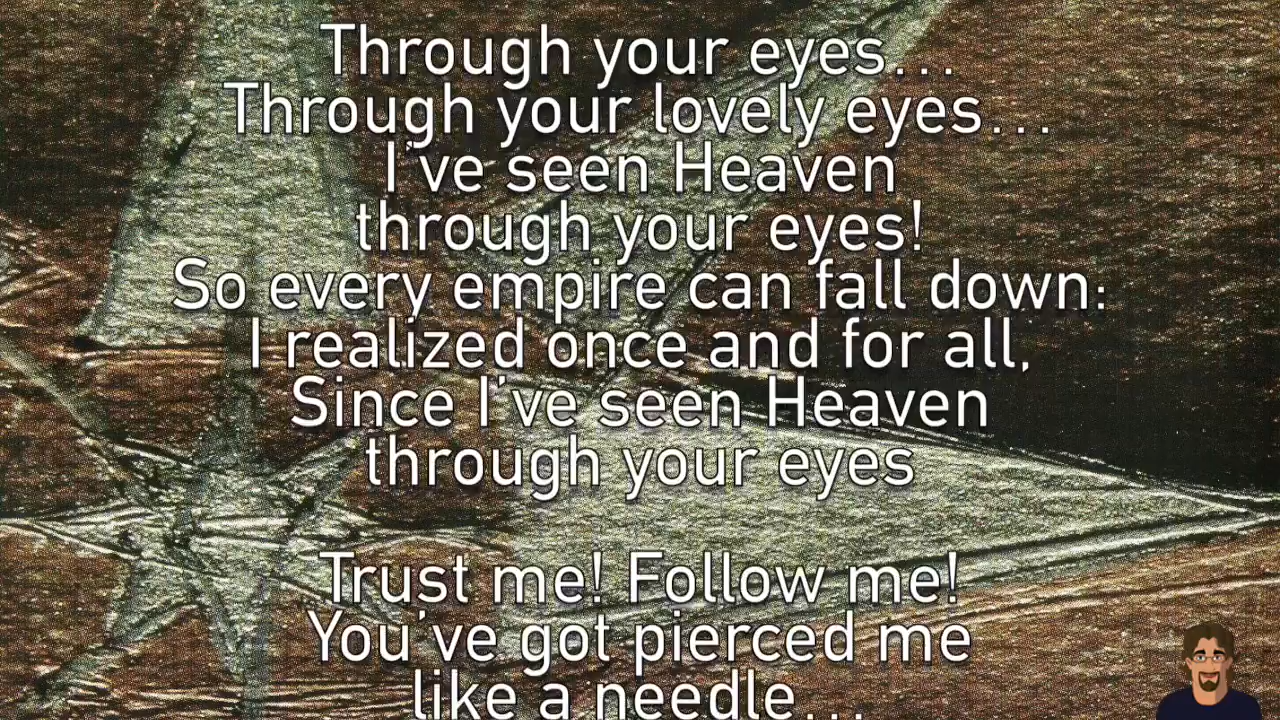 Through your eyes...
Through your lovely eyes...
I've seen Heaven
through your eyes!
So every empire can fall down:
I realized once and for all,
Since I've seen Heaven
through your eyes
Trust me! Follow me!
You've got pierced me
like a needle...